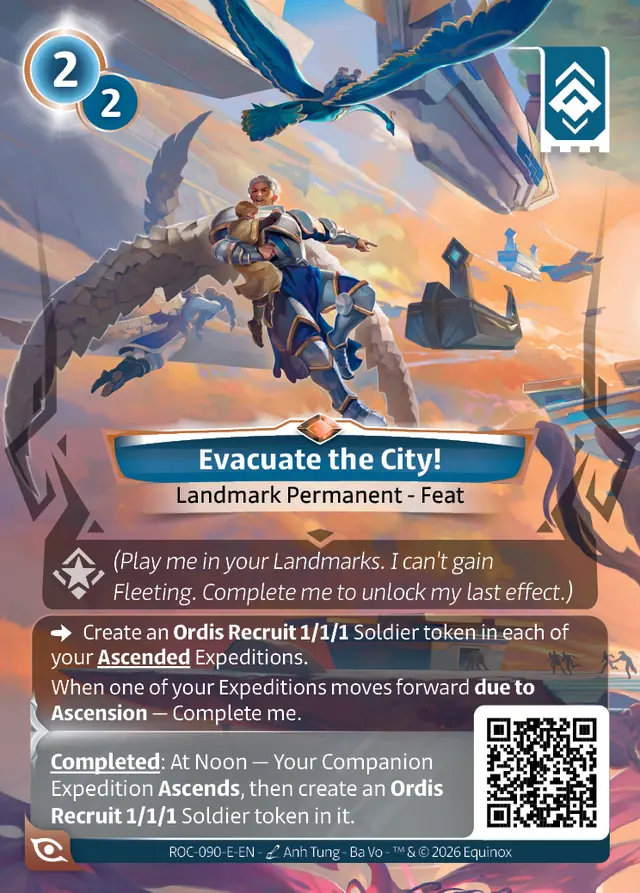 2
2
Evacuate the City!
Landmark Permanent - Feat
(Play me in your Landmarks. I can't gain
Fleeting. Complete me to unlock my last effect.)
Create an Ordis Recruit 1/1/1 Soldier token in each of
your Ascended Expeditions.
When one of your Expeditions moves forward due to
Ascension — Complete me.
Completed: At Noon — Your Companion
Expedition Ascends, then create an Ordis
Recruit 1/1/1 Soldier token in it.
ROC-090-E-EN - Anh Tung - Ba Vo - ™ & © 2026 Equinox